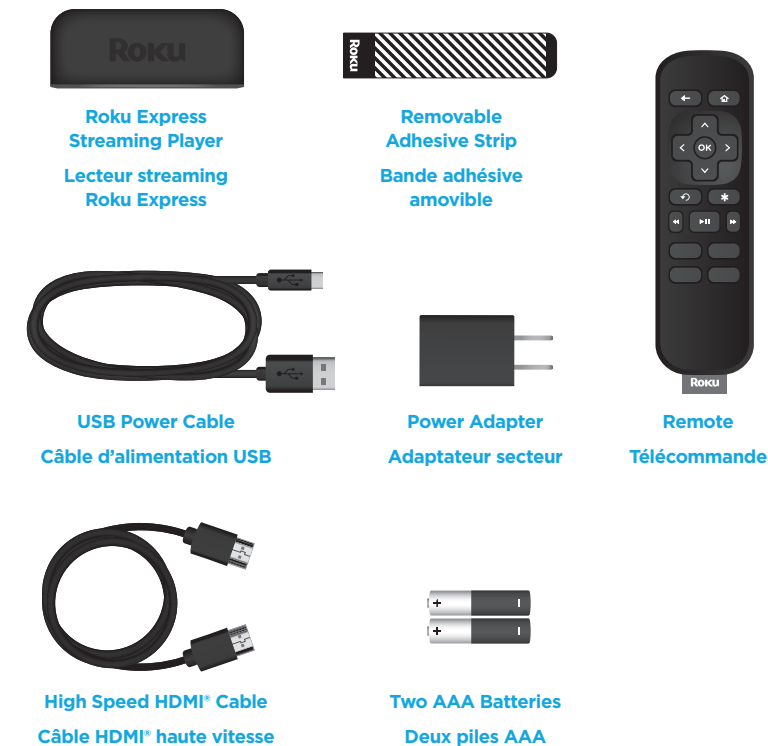 Roku
Roku
Roku Express
Streaming Player
Lecteur streaming
Roku Express
Removable
Adhesive Strip
Bande adhésive
amovible
OK
Roku
USB Power Cable
Câble d’alimentation USB
Power Adapter
Adaptateur secteur
Remote
Télécommande
High Speed HDMI® Cable
Câble HDMI® haute vitesse
Two AAA Batteries
Deux piles AAA